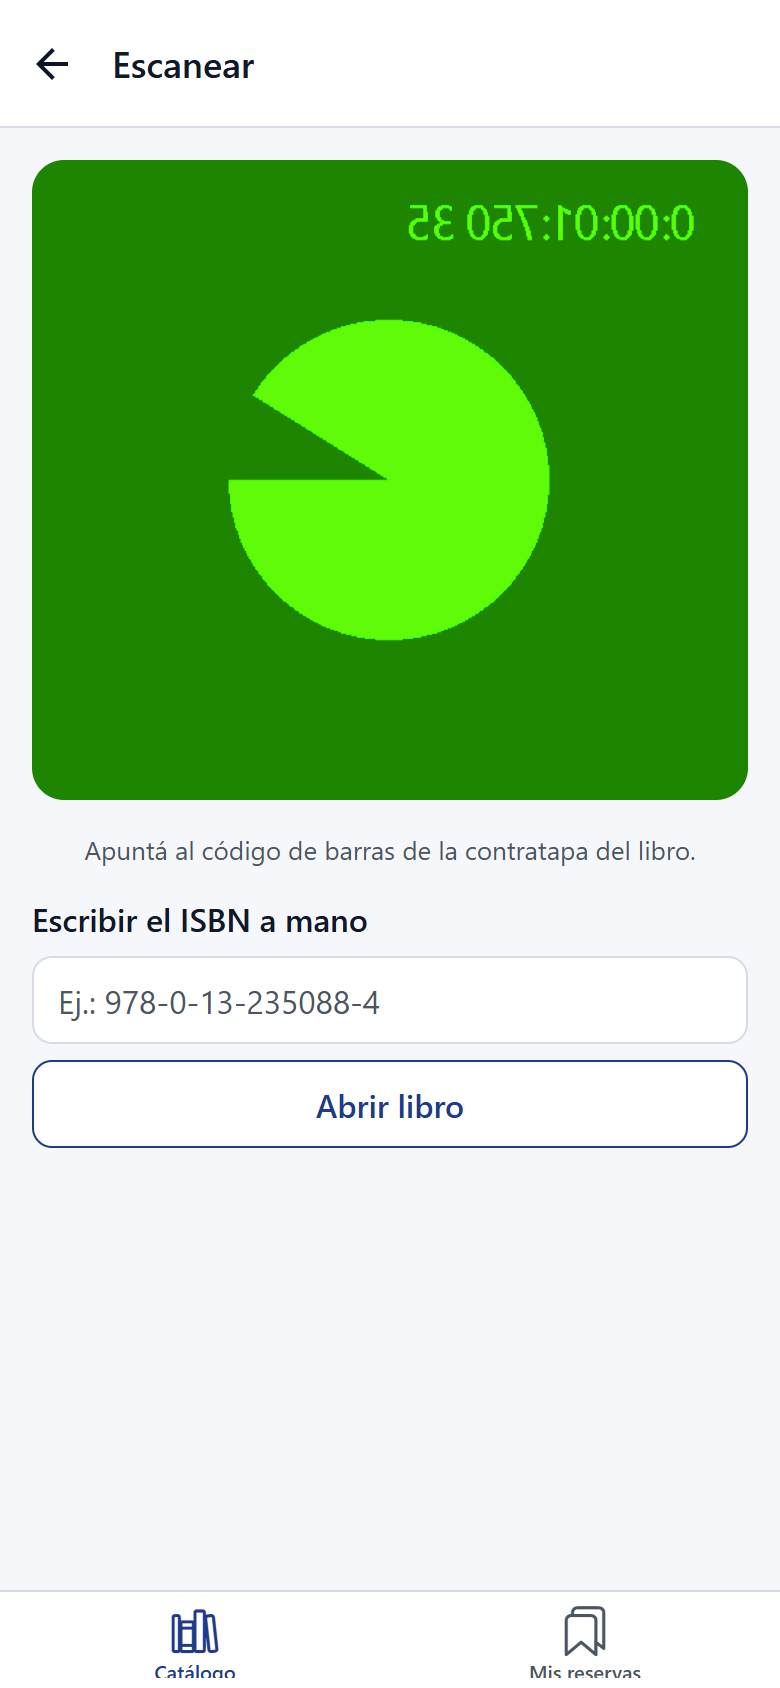 Escanear
0:00:01:750 35
Apuntá al código de barras de la contratapa del libro.
Escribir el ISBN a mano
Ej.: 978-0-13-235088-4
Abrir libro
Catálogo
Mis reservas